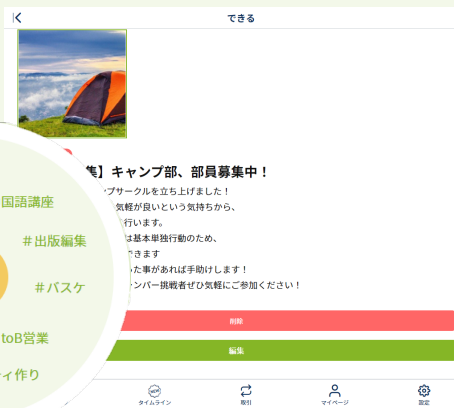 できる
集】キャンプ部、部員募集中！
プサークルを立ち上げました！
気軽が良いという気持ちから、
行います。
は基本単独行動のため、
できます
った事があれば手助けします！
ャンパー挑戦者ぜひ気軽にご参加ください！
国語講座
＃出版編集
＃バスケ
toB営業
ィ作り
削除
編集
タイムライン
取引
マイページ
設定